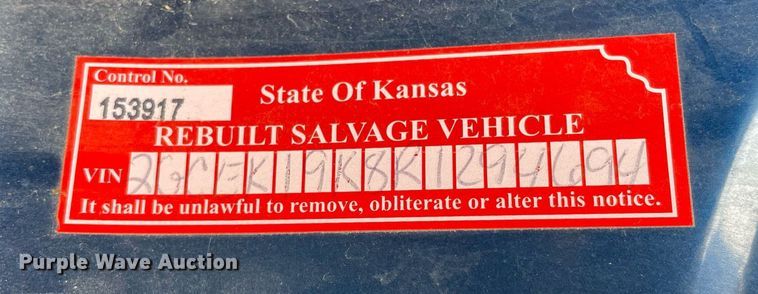 Control No.
153917
State Of Kansas
REBUILT SALVAGE VEHICLE
VIN 2GCEK19K8K1294694
It shall be unlawful to remove, obliterate or alter this notice.
Purple Wave Auction